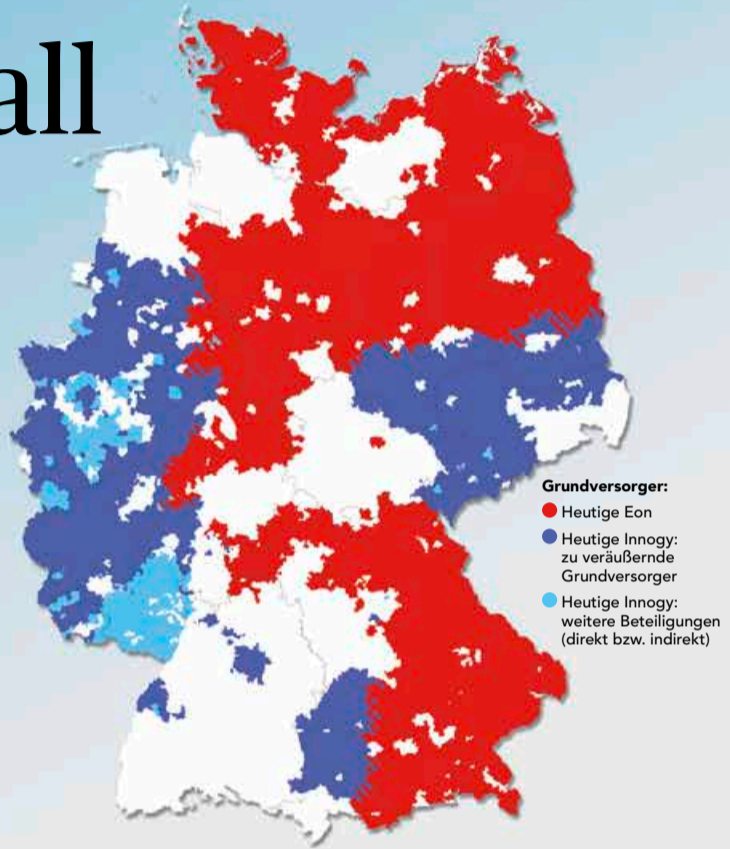 all
Grundversorger:
Heutige Eon
Heutige Innogy:
zu veräußernde
Grundversorger
Heutige Innogy:
weitere Beteiligungen
(direkt bzw. indirekt)